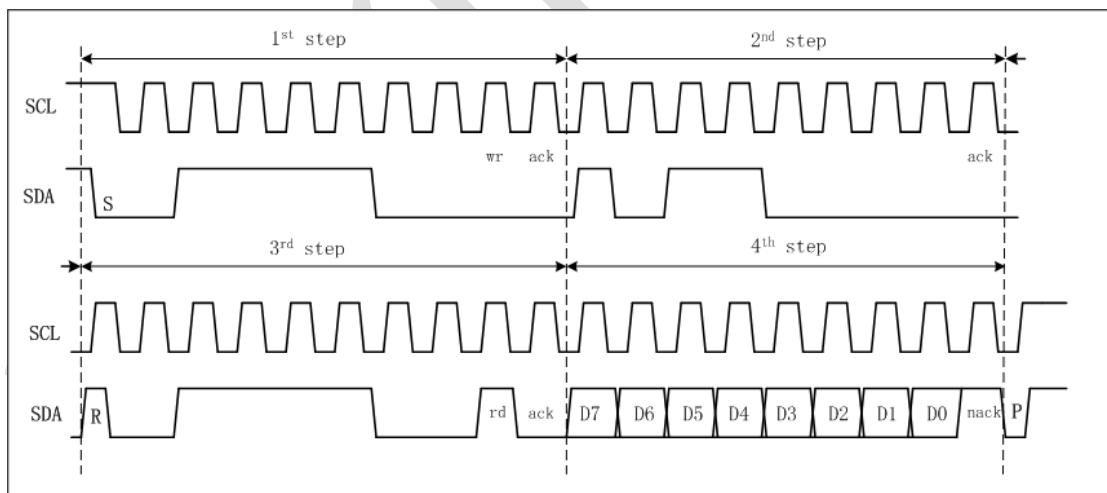 1st step 2nd step
SCL
wr ack ack
SDA S
3rd step 4th step
SCL
SDA R rd ack D7 D6 D5 D4 D3 D2 D1 D0 nack P